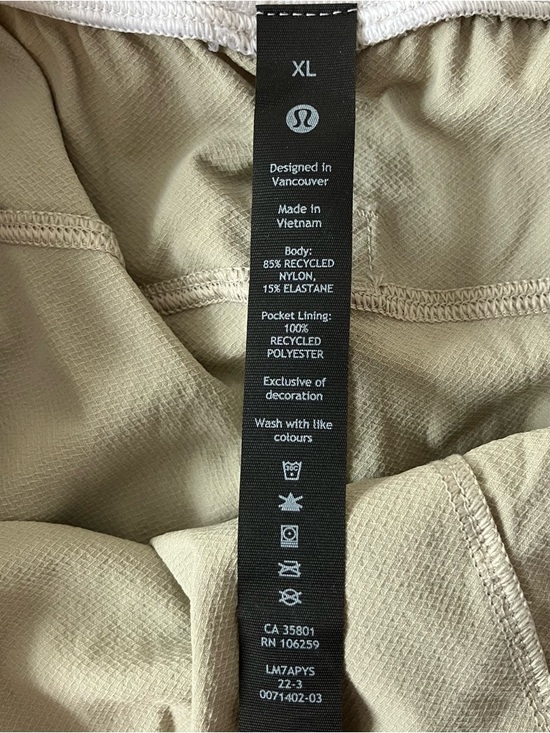 XL
Designed in
Vancouver
Made in
Vietnam
Body:
85% RECYCLED
NYLON,
15% ELASTANE
Pocket Lining:
100%
RECYCLED
POLYESTER
Exclusive of
decoration
Wash with like
colours
30C
CA 35801
RN 106259
LM7APYS
22-3
0071402-03